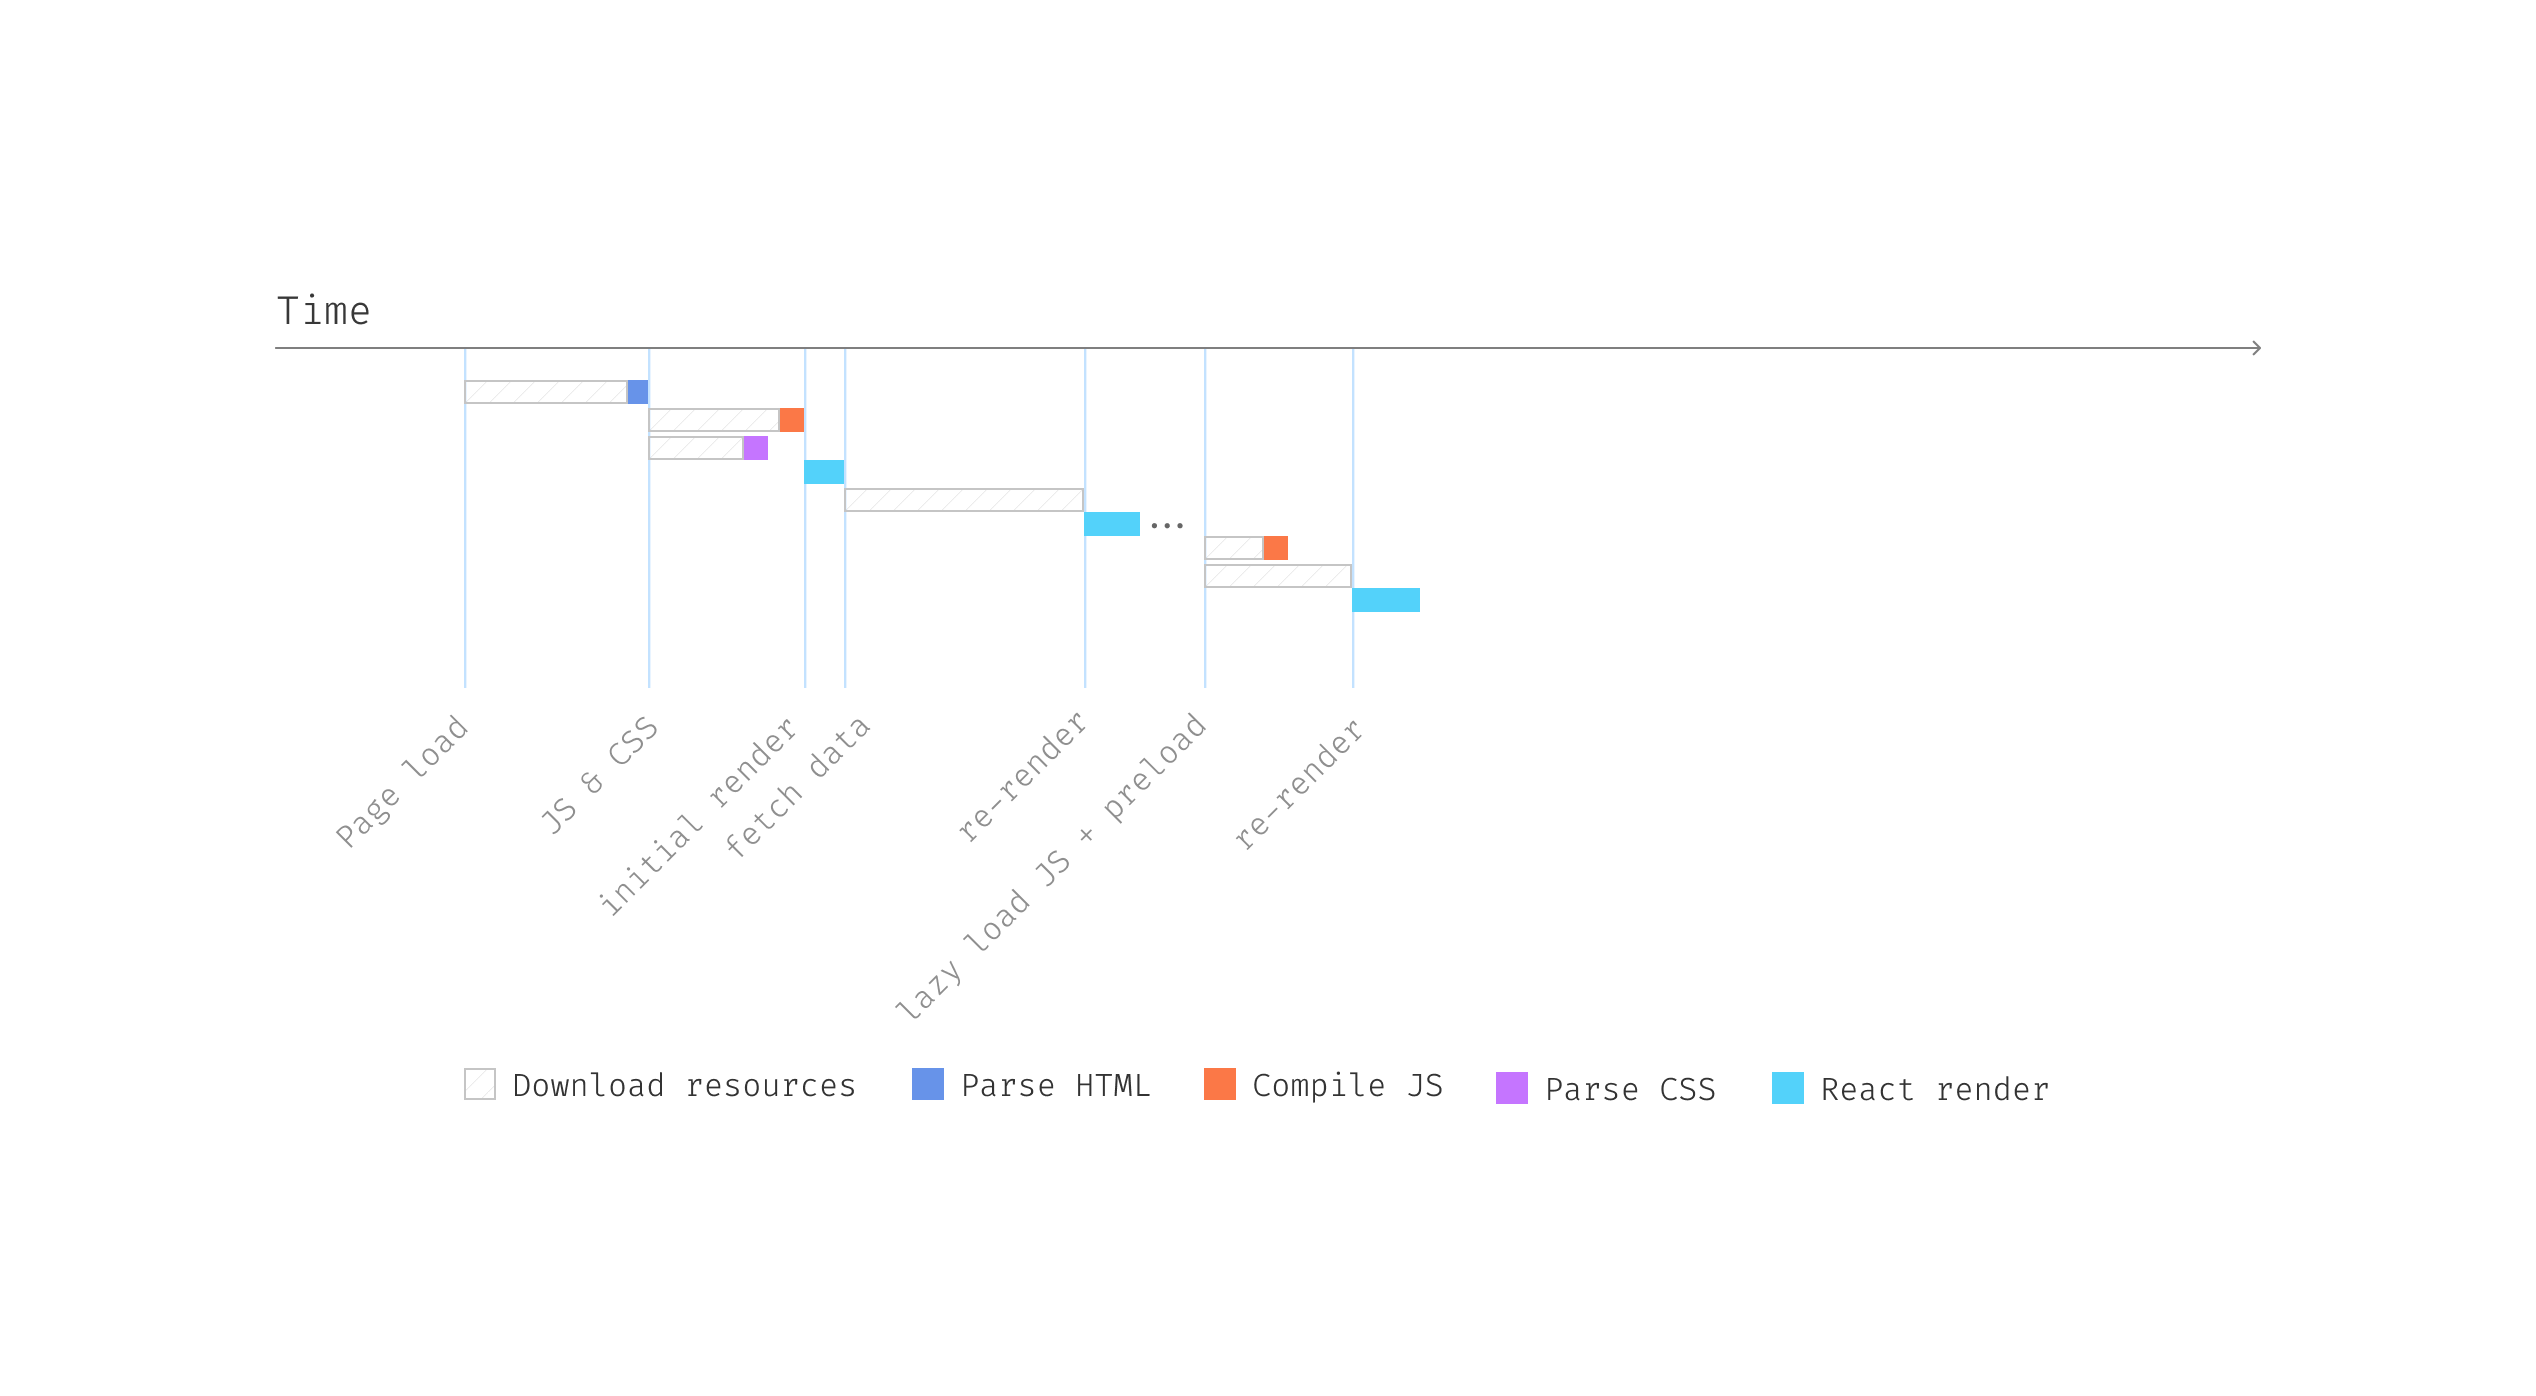 Time
Page load
JS & CSS
initial render
fetch data
re-render
lazy load JS + preload
re-render
Download resources
Parse HTML
Compile JS
Parse CSS
React render